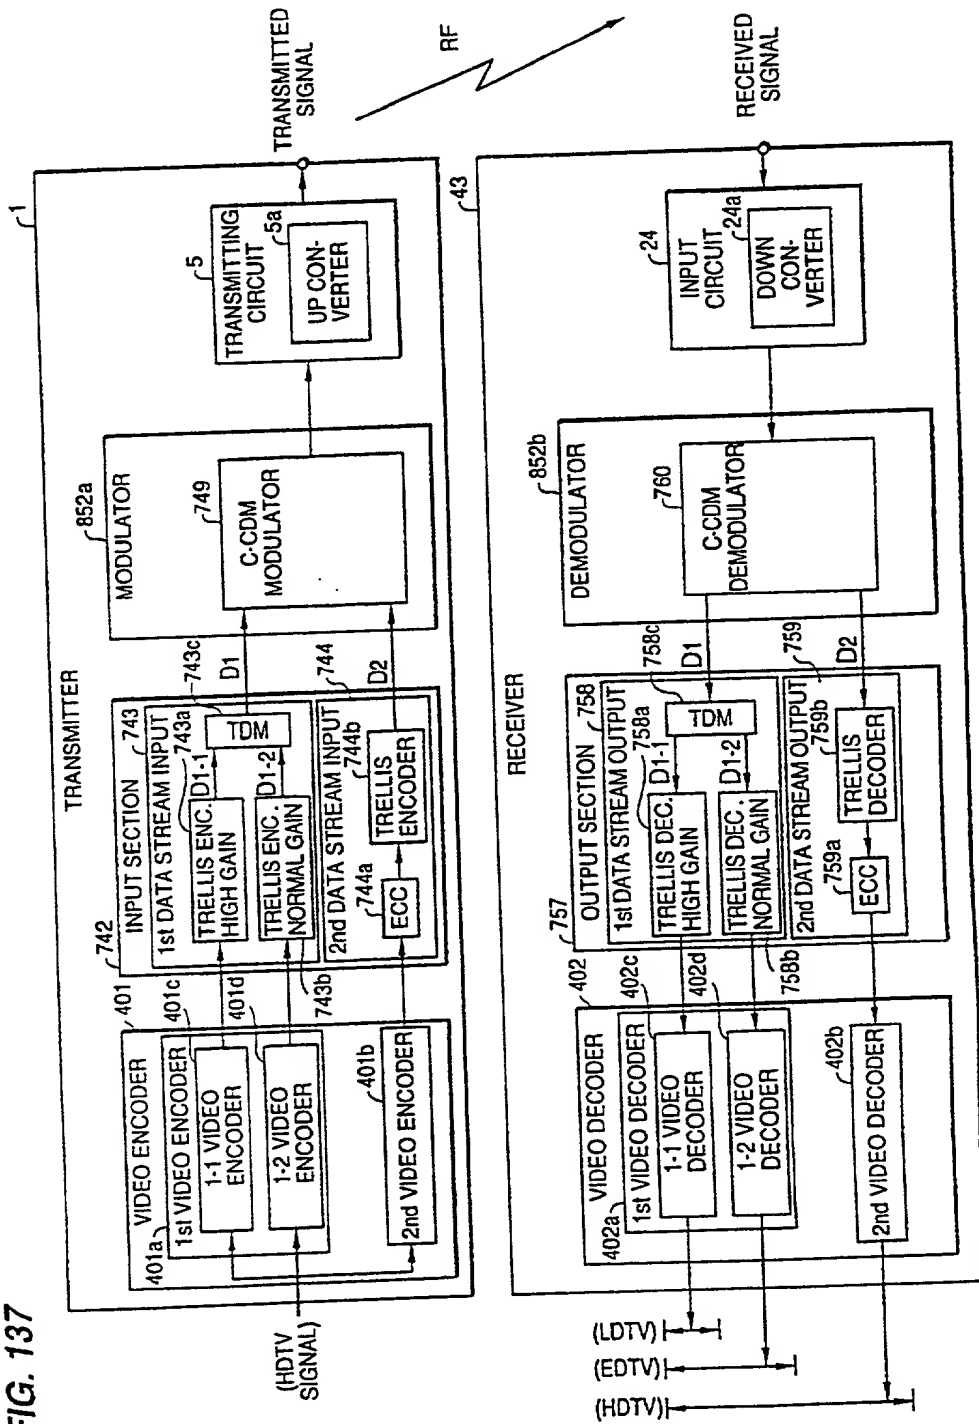 FIG. 137
TRANSMITTER
1
(HDTV
SIGNAL)
VIDEO ENCODER
401
401a
1st VIDEO ENCODER
401c
1-1 VIDEO
ENCODER
401d
1-2 VIDEO
ENCODER
401b
2nd VIDEO ENCODER
742
INPUT SECTION
743
1st DATA STREAM INPUT
743a
TRELLIS ENC.
HIGH GAIN
D1-1
743c
TDM
TRELLIS ENC.
NORMAL GAIN
D1-2
743b
744
2nd DATA STREAM INPUT
744a
ECC
744b
TRELLIS
ENCODER
D1
D2
852a
MODULATOR
749
C-CDM
MODULATOR
5
TRANSMITTING
CIRCUIT
5a
UP CON-
VERTER
TRANSMITTED
SIGNAL
RF
RECEIVER
43
RECEIVED
SIGNAL
24
INPUT
CIRCUIT
24a
DOWN
CON-
VERTER
852b
DEMODULATOR
760
C-CDM
DEMODULATOR
D1
D2
757
OUTPUT SECTION
758
1st DATA STREAM OUTPUT
758a
TRELLIS DEC.
HIGH GAIN
D1-1
758c
TDM
TRELLIS DEC.
NORMAL GAIN
D1-2
758b
759
2nd DATA STREAM OUTPUT
759a
ECC
759b
TRELLIS
DECODER
402
VIDEO DECODER
402a
1st VIDEO DECODER
402c
1-1 VIDEO
DECODER
402d
1-2 VIDEO
DECODER
402b
2nd VIDEO DECODER
(LDTV)
(EDTV)
(HDTV)